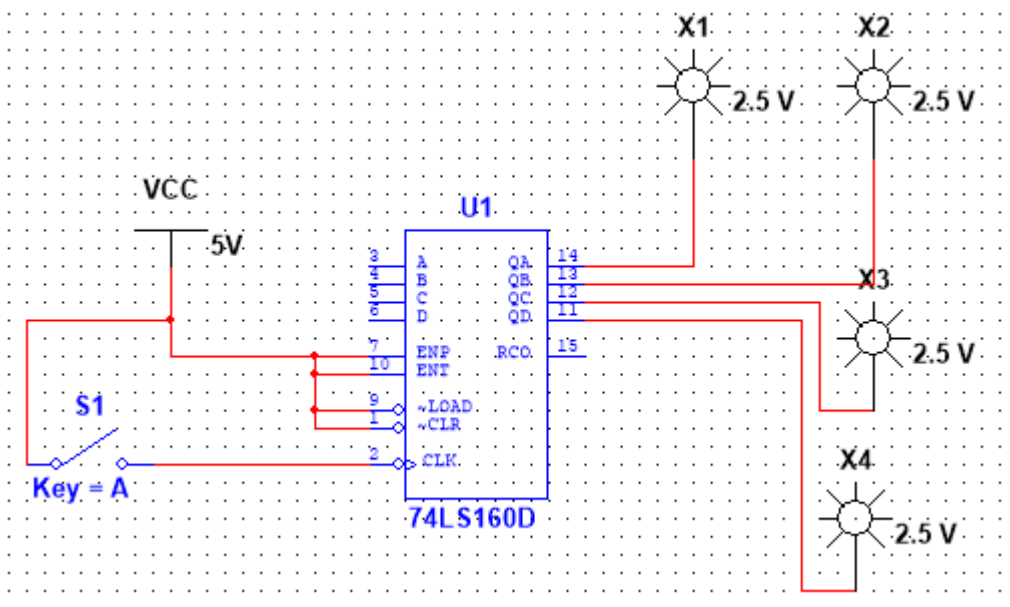 X1
X2
2.5 V
2.5 V
VCC
5V
U1
3
A
QA
14
4
B
QB
13
5
C
QC
12
6
D
QD
11
X3
2.5 V
7
ENP
RCO
15
10
ENT
S1
9
~LOAD
1
~CLR
2
CLK
Key = A
74LS160D
X4
2.5 V